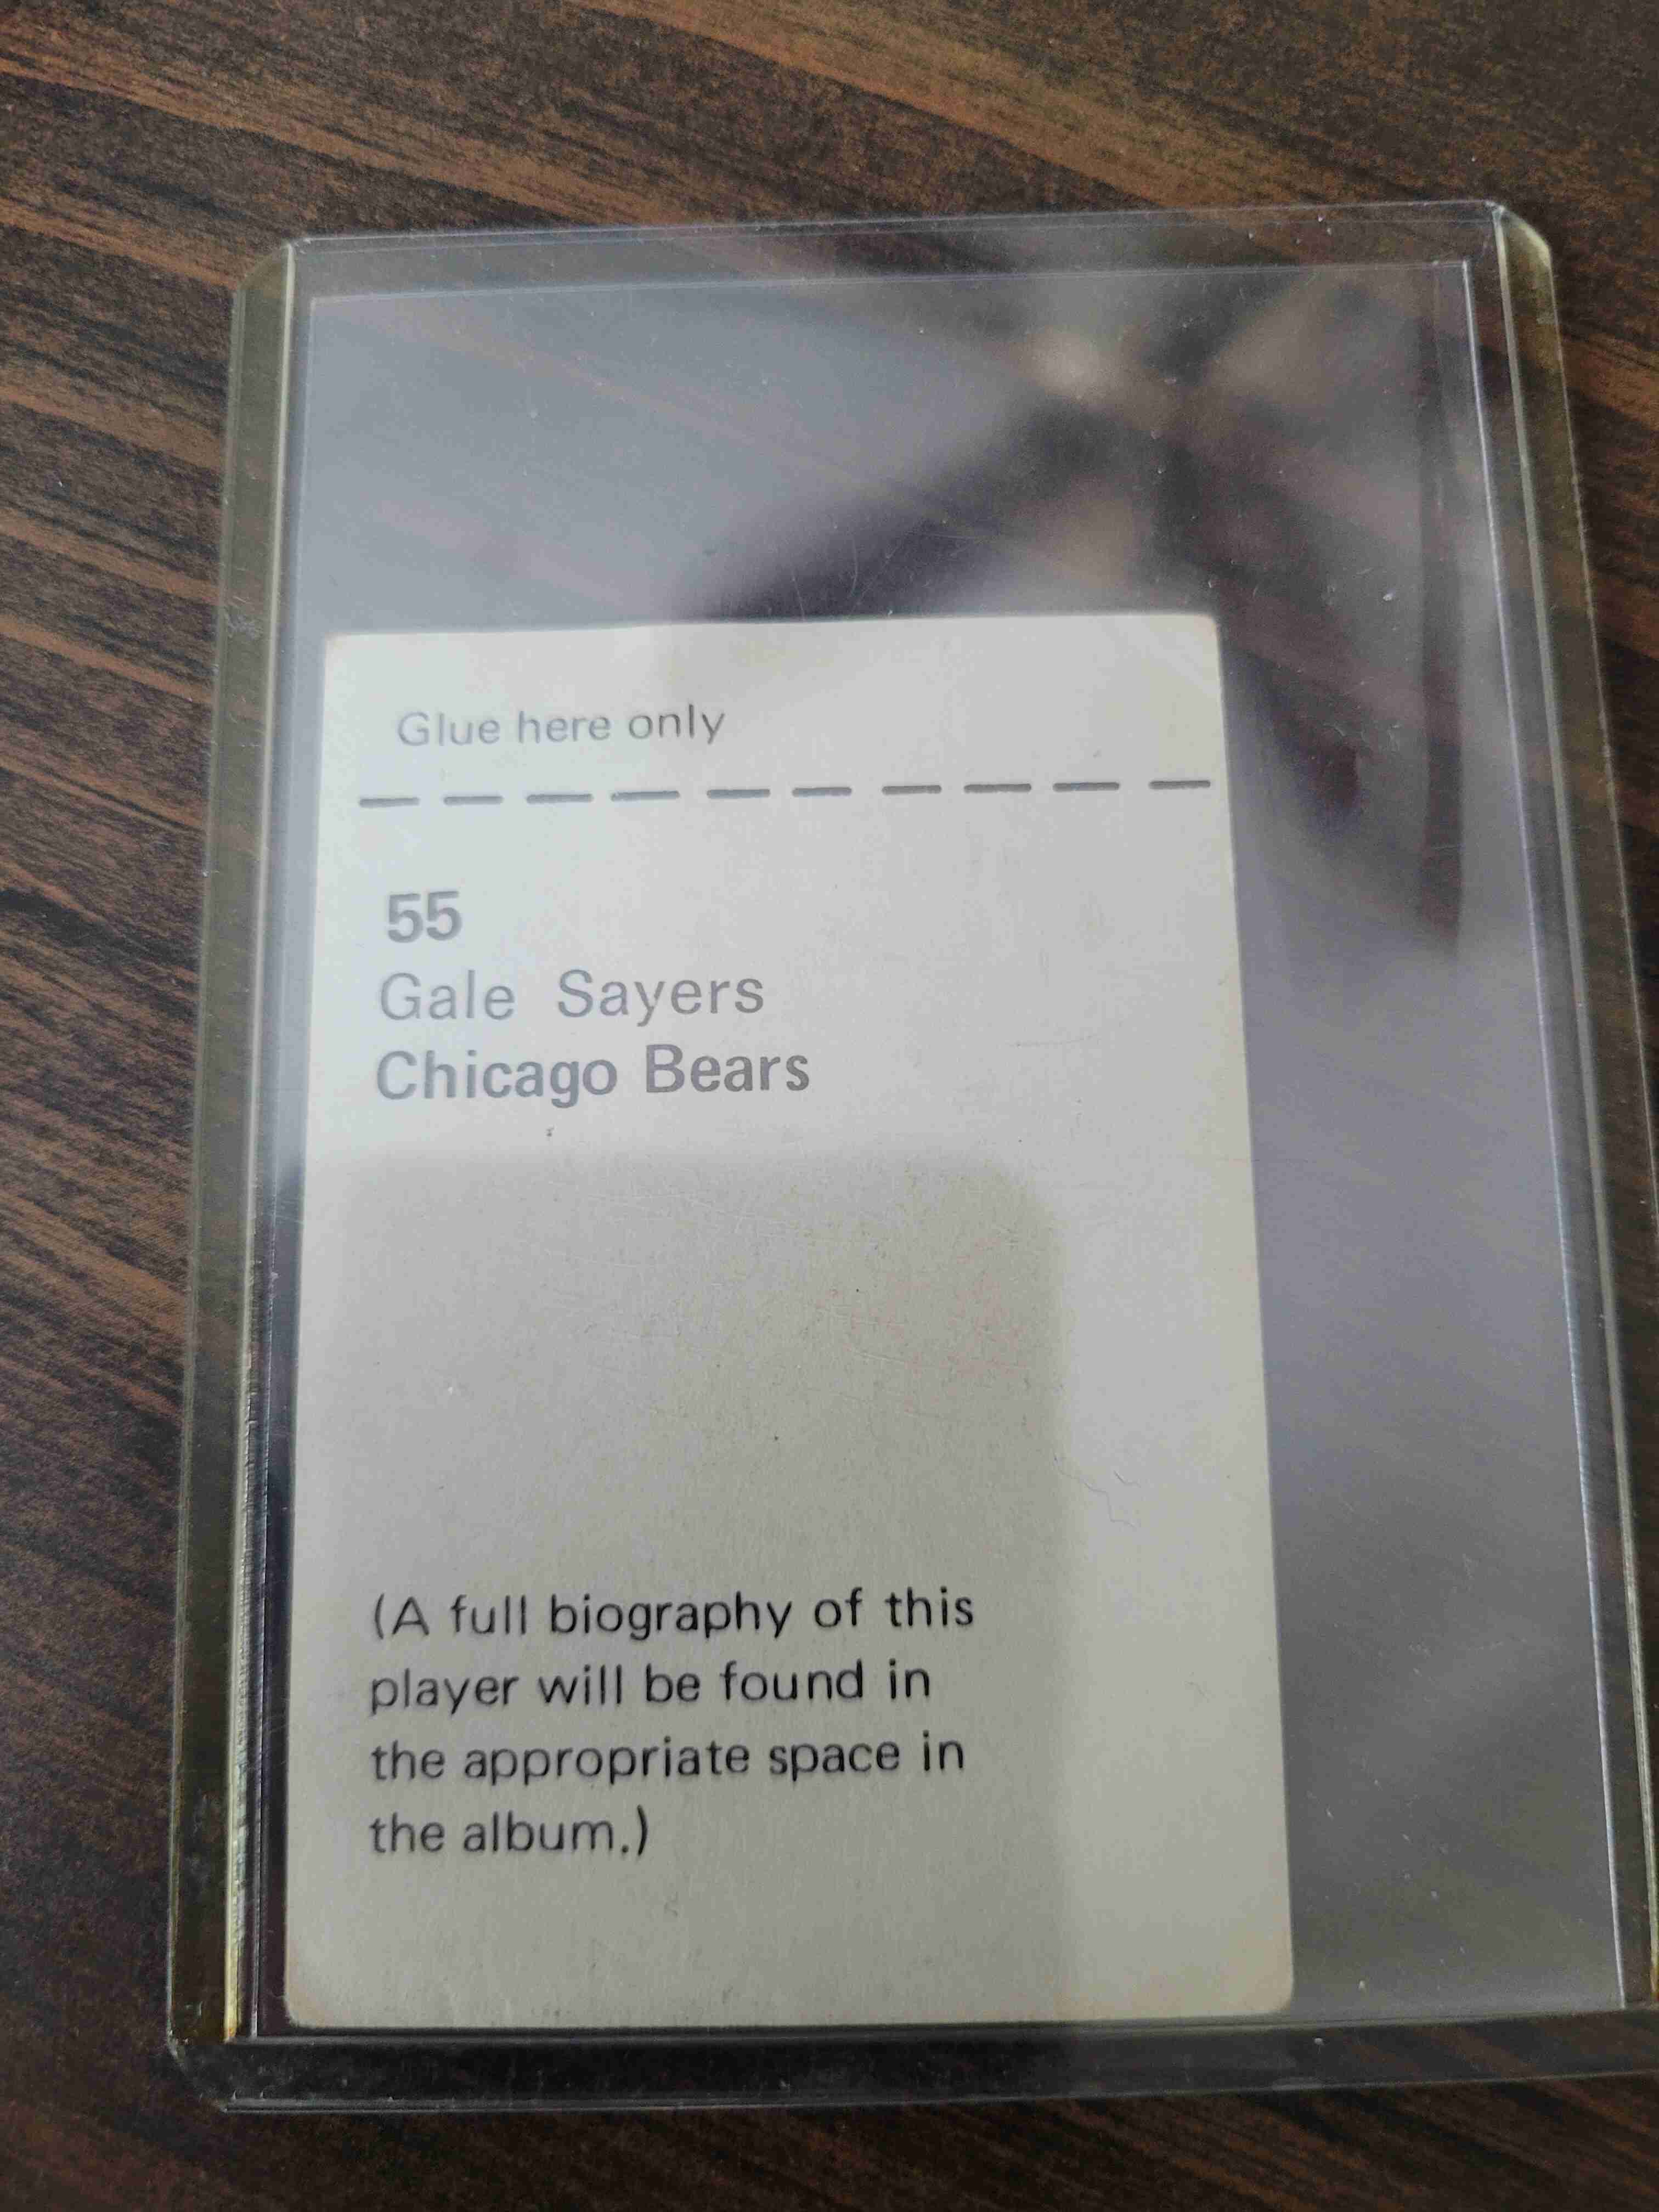 Glue here only
55
Gale Sayers
Chicago Bears
(A full biography of this
player will be found in
the appropriate space in
the album.)